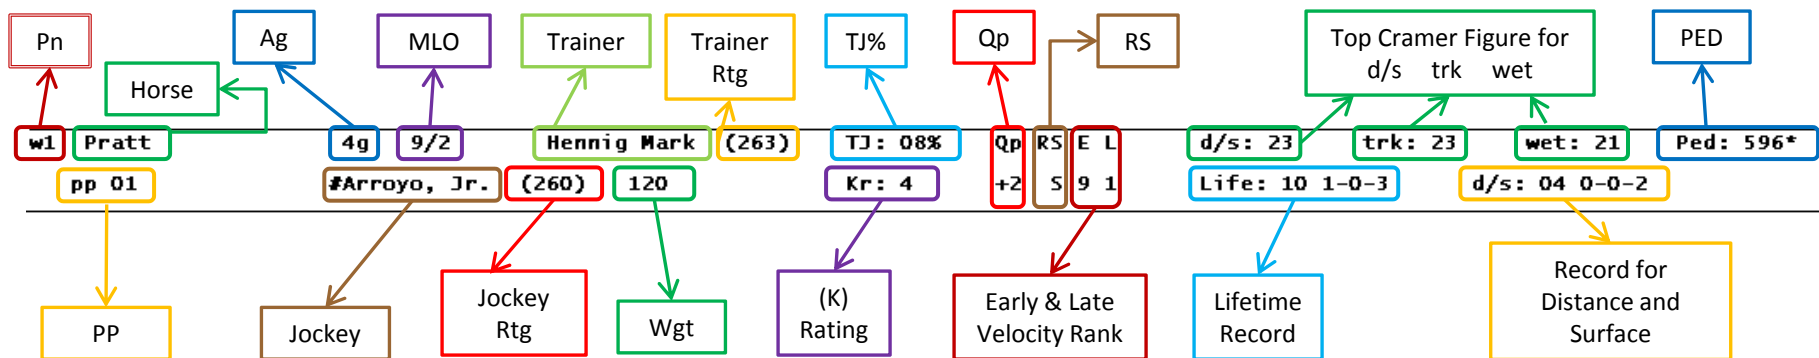 Pn Ag MLO Trainer Trainer Rtg TJ% Qp RS Top Cramer Figure for d/s trk wet PED
Horse
w1 Pratt 4g 9/2 Hennig Mark (263) TJ: 08% Qp RS E L d/s: 23 trk: 23 wet: 21 Ped: 596*
pp 01 #Arroyo, Jr. (260) 120 Kr: 4 +2 S 9 1 Life: 10 1-0-3 d/s: 04 0-0-2
PP Jockey Jockey Rtg Wgt (K) Rating Early & Late Velocity Rank Lifetime Record Record for Distance and Surface